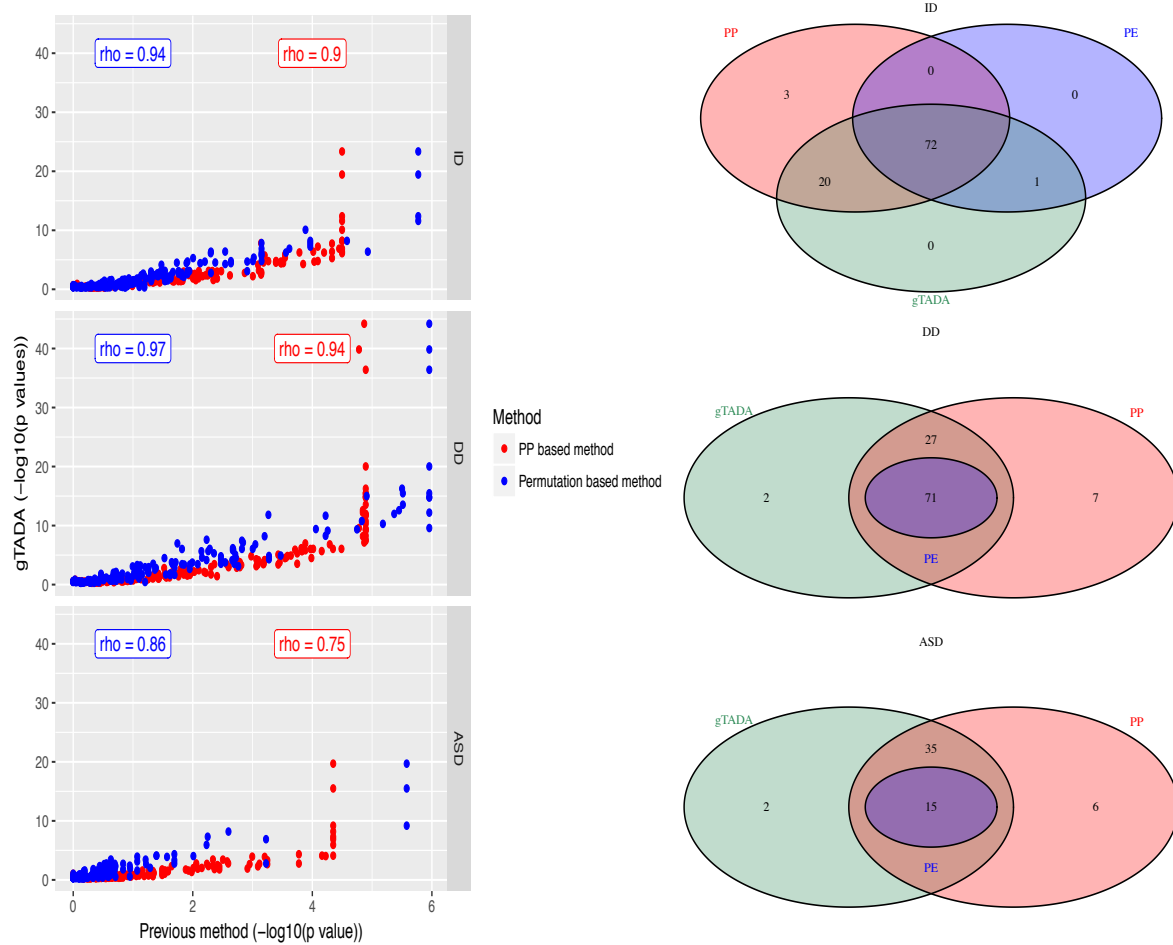 rho = 0.94
rho = 0.9
40
30
20
10
0
ID
rho = 0.97
rho = 0.94
40
30
20
10
0
DD
rho = 0.86
rho = 0.75
40
30
20
10
0
ASD
0
2
4
6
gTADA (−log10(p values))
Previous method (−log10(p value))
Method
PP based method
Permutation based method
ID
PP
PE
0
3
0
72
20
1
0
gTADA
DD
gTADA
PP
27
2
71
7
PE
ASD
gTADA
PP
35
2
15
6
PE